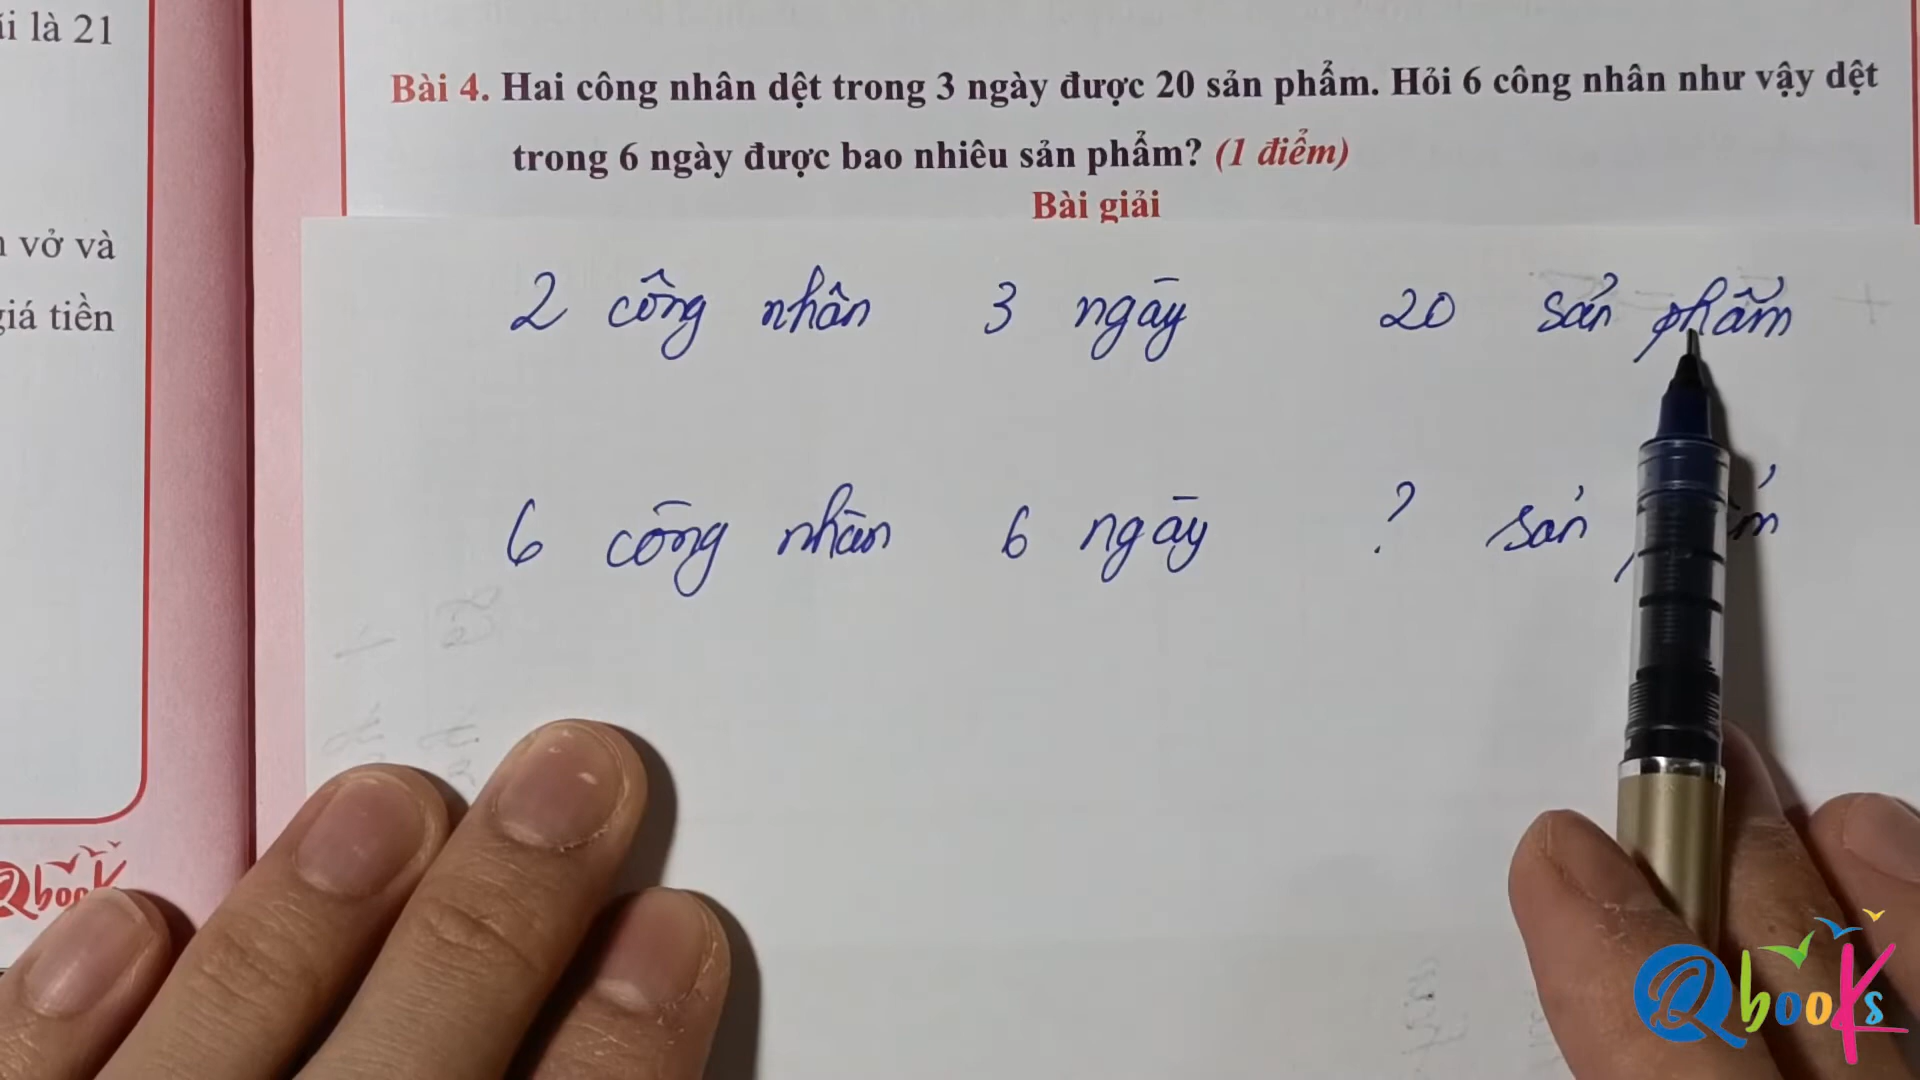 ãi là 21
vở và
giá tiền
Qbook
Bài 4. Hai công nhân dệt trong 3 ngày được 20 sản phẩm. Hỏi 6 công nhân như vậy dệt
trong 6 ngày được bao nhiêu sản phẩm? (1 điểm)
Bài giải
2 công nhân 3 ngày 20 sản phẩm
6 công nhân 6 ngày ? sản
Qbooks